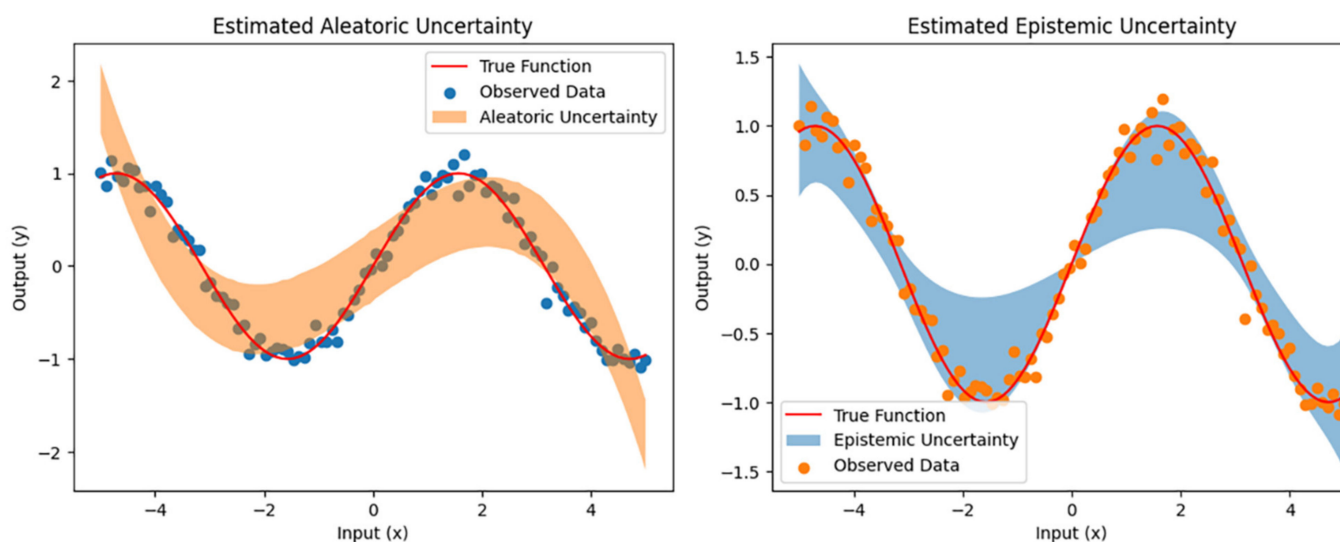 Estimated Aleatoric Uncertainty
True Function
Observed Data
Aleatoric Uncertainty
Output (y)
2
1
0
−1
−2
−4
−2
0
2
4
Input (x)
Estimated Epistemic Uncertainty
Output (y)
1.5
1.0
0.5
0.0
−0.5
−1.0
−1.5
True Function
Epistemic Uncertainty
Observed Data
−4
−2
0
2
4
Input (x)